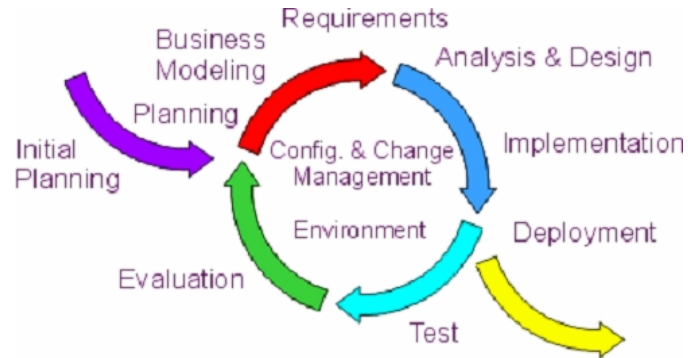 Requirements
Business
Modeling
Analysis & Design
Planning
Initial
Planning
Config. & Change
Management
Implementation
Environment
Deployment
Evaluation
Test